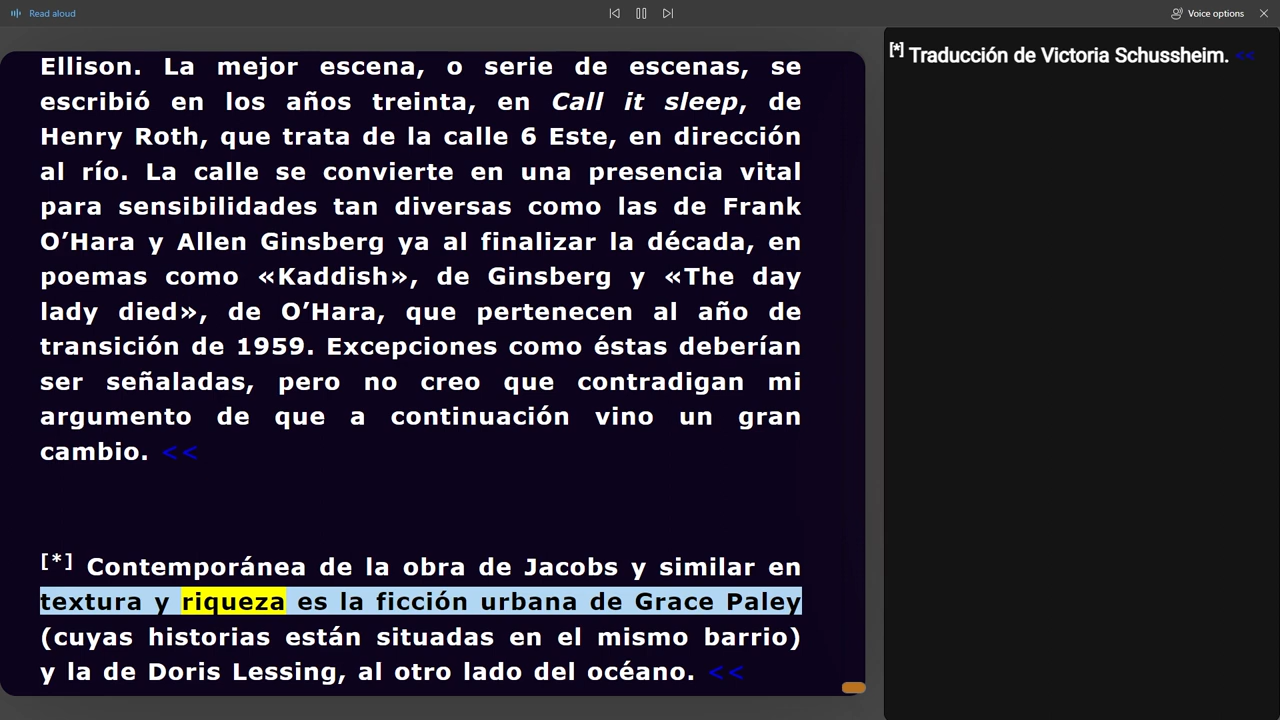 Read aloud
Voice options
Ellison. La mejor escena, o serie de escenas, se
escribió en los años treinta, en Call it sleep, de
Henry Roth, que trata de la calle 6 Este, en dirección
al río. La calle se convierte en una presencia vital
para sensibilidades tan diversas como las de Frank
O’Hara y Allen Ginsberg ya al finalizar la década, en
poemas como «Kaddish», de Ginsberg y «The day
lady died», de O’Hara, que pertenecen al año de
transición de 1959. Excepciones como éstas deberían
ser señaladas, pero no creo que contradigan mi
argumento de que a continuación vino un gran
cambio. <<
[*] Contemporánea de la obra de Jacobs y similar en
textura y riqueza es la ficción urbana de Grace Paley
(cuyas historias están situadas en el mismo barrio)
y la de Doris Lessing, al otro lado del océano. <<
[*] Traducción de Victoria Schussheim. <<